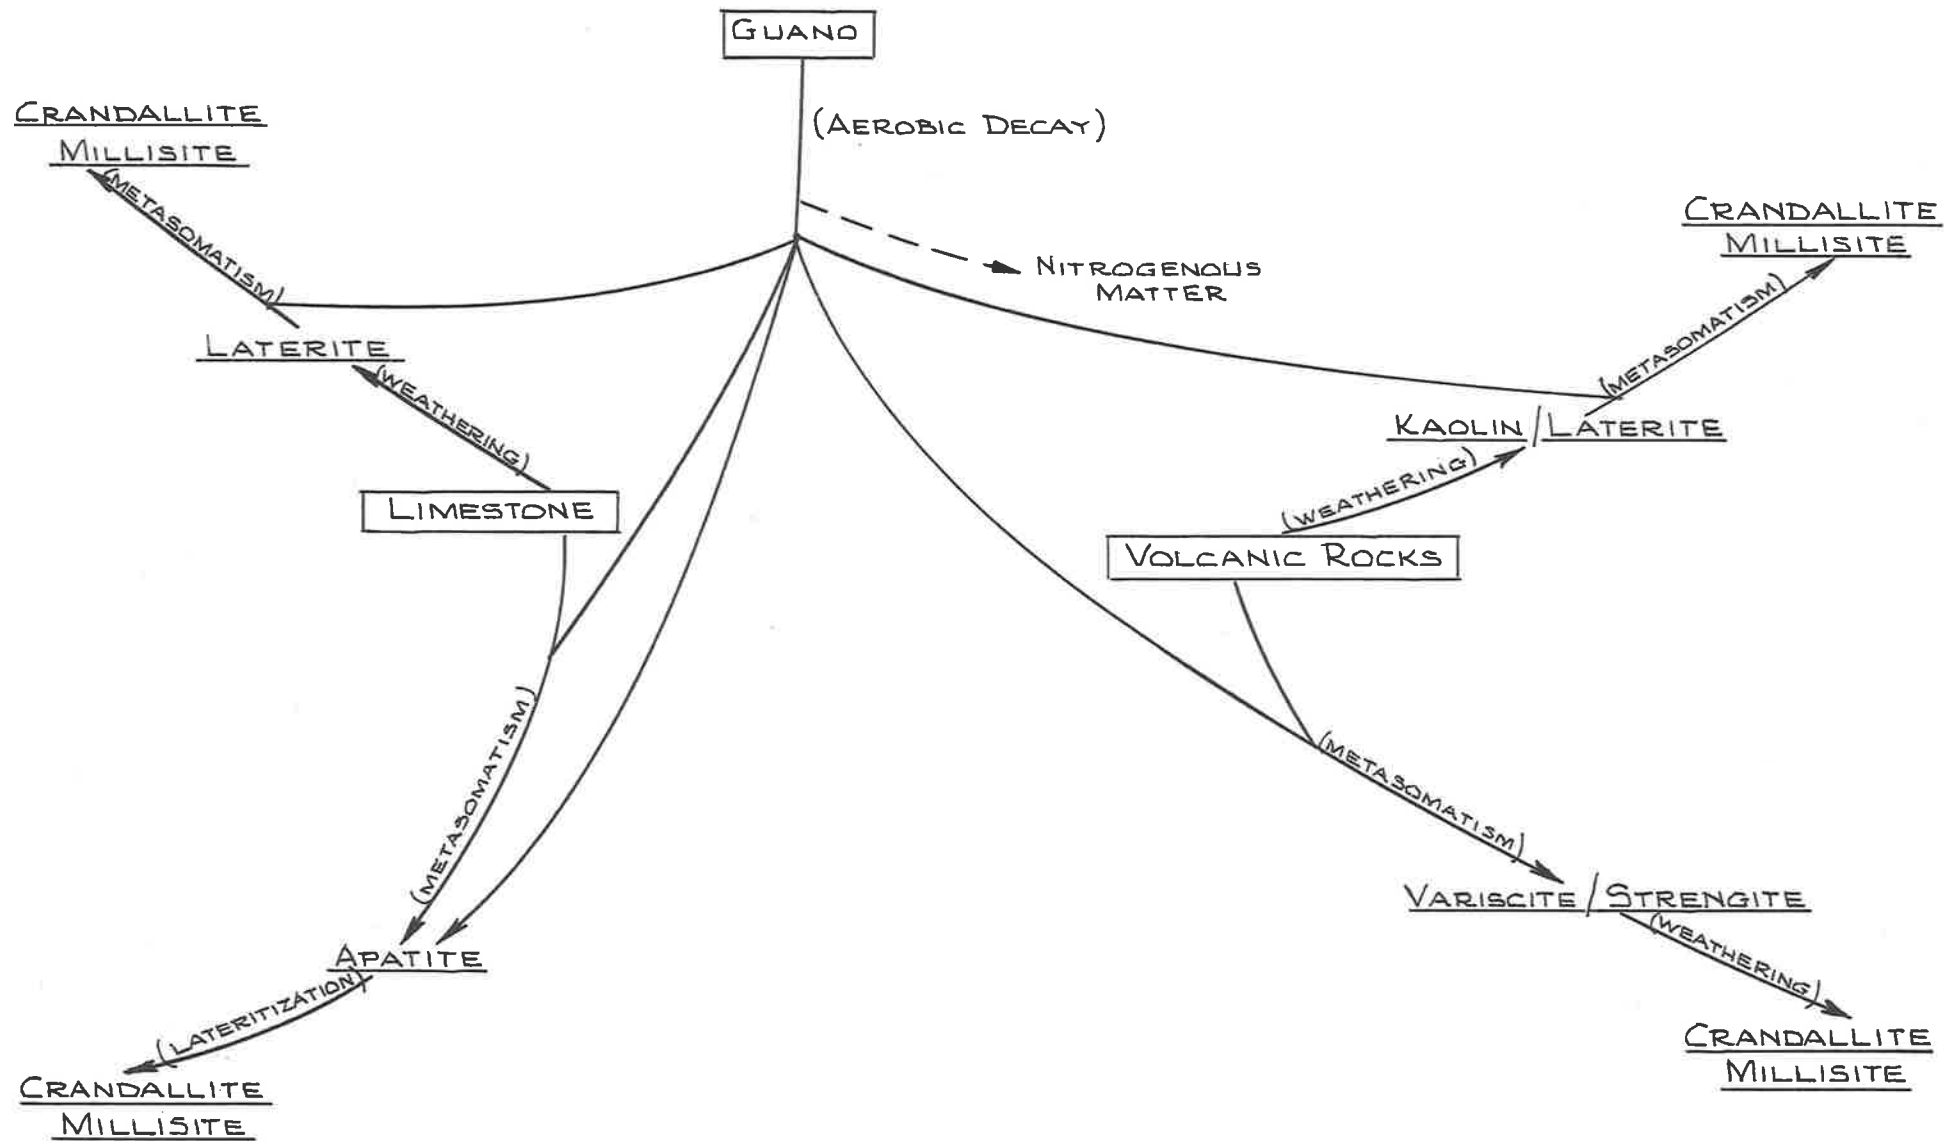 GUANO
(AEROBIC DECAY)
CRANDALLITE
MILLISITE
(METASOMATISM)
NITROGENOUS
MATTER
CRANDALLITE
MILLISITE
(METASOMATISM)
LATERITE
(WEATHERING)
KAOLIN/LATERITE
(WEATHERING)
LIMESTONE
VOLCANIC ROCKS
(METASOMATISM)
(METASOMATISM)
VARISCITE/STRENGITE
(WEATHERING)
APATITE
(LATERITIZATION)
CRANDALLITE
MILLISITE
CRANDALLITE
MILLISITE